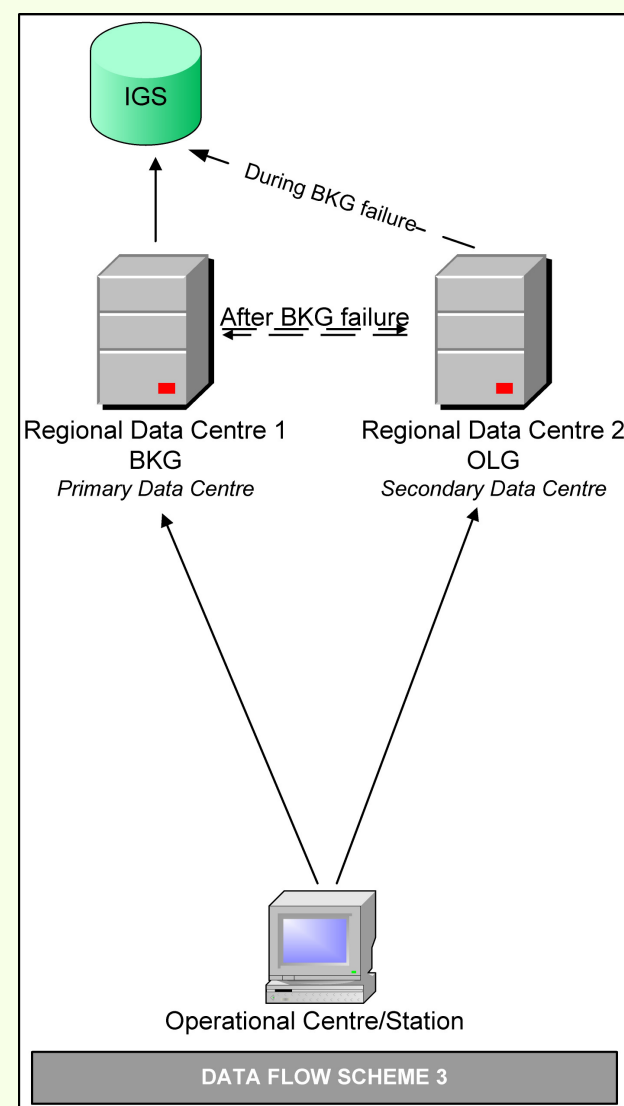 IGS
During BKG failure
After BKG failure
Regional Data Centre 1
BKG
Primary Data Centre
Regional Data Centre 2
OLG
Secondary Data Centre
Operational Centre/Station
DATA FLOW SCHEME 3